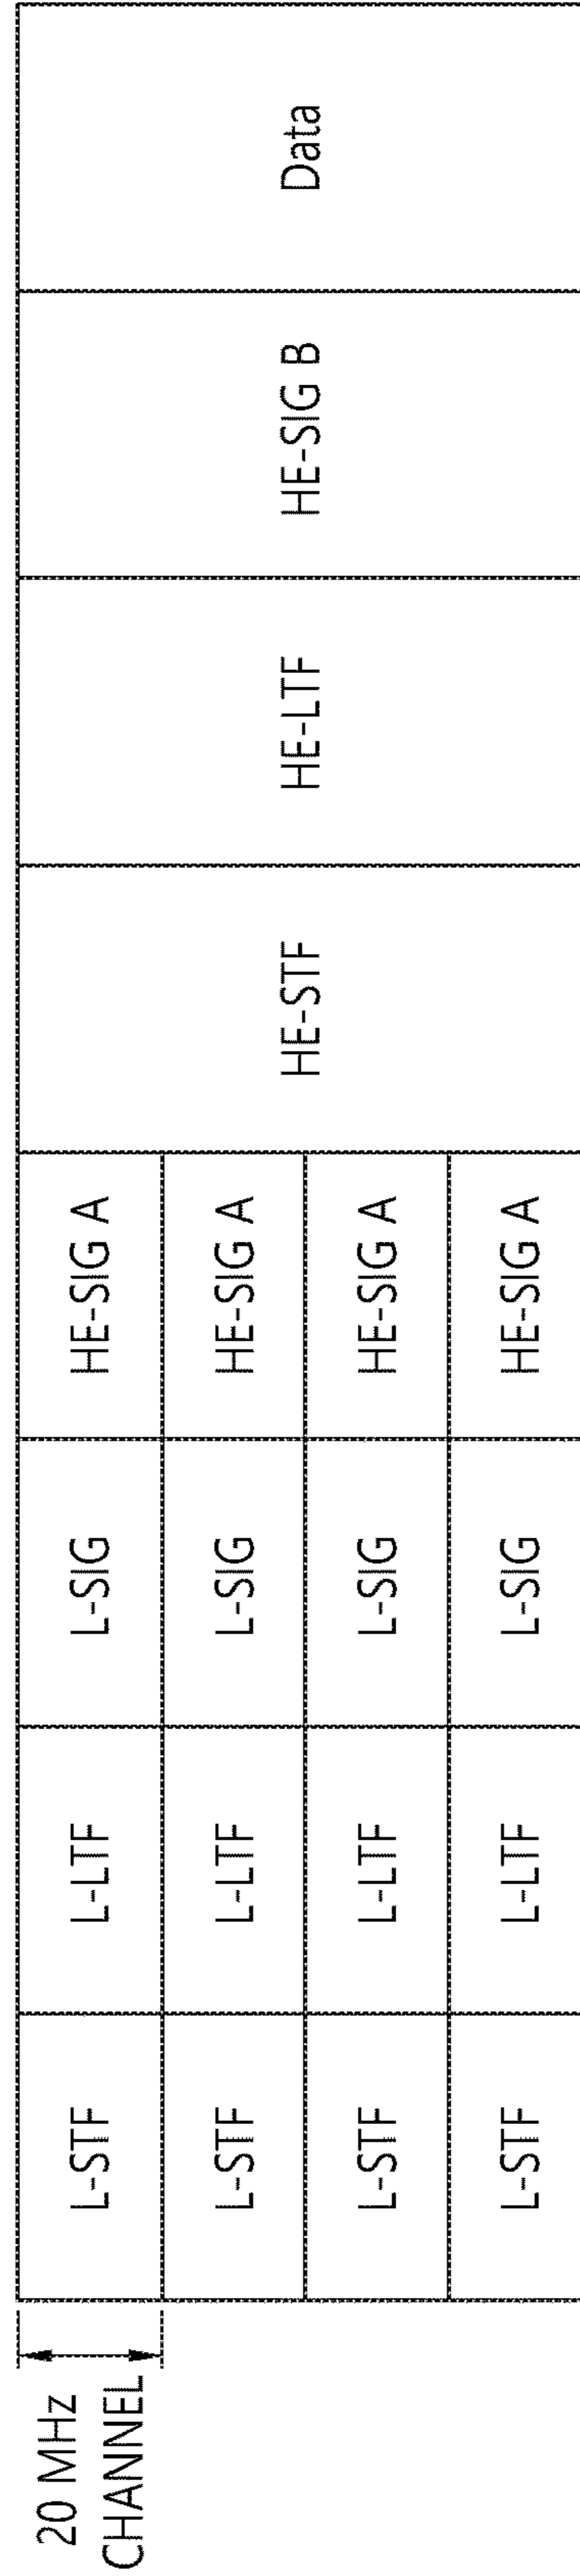 20 MHz
CHANNEL
L-STF L-LTF L-SIG HE-SIG A HE-STF HE-LTF HE-SIG B Data
L-STF L-LTF L-SIG HE-SIG A
L-STF L-LTF L-SIG HE-SIG A
L-STF L-LTF L-SIG HE-SIG A